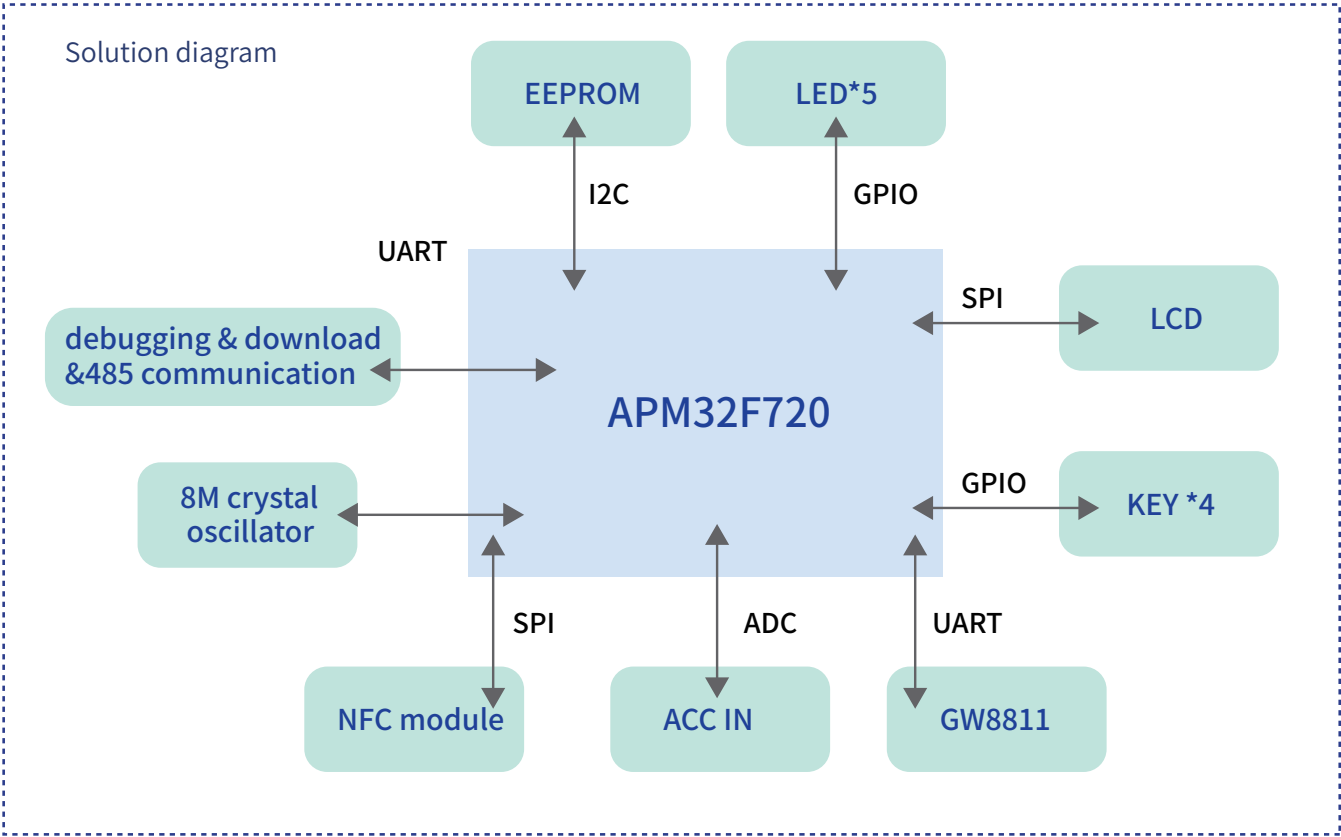 Solution diagram
EEPROM
LED*5
I2C
GPIO
UART
SPI
LCD
debugging & download
&485 communication
APM32F720
8M crystal
oscillator
GPIO
KEY *4
SPI
ADC
UART
NFC module
ACC IN
GW8811